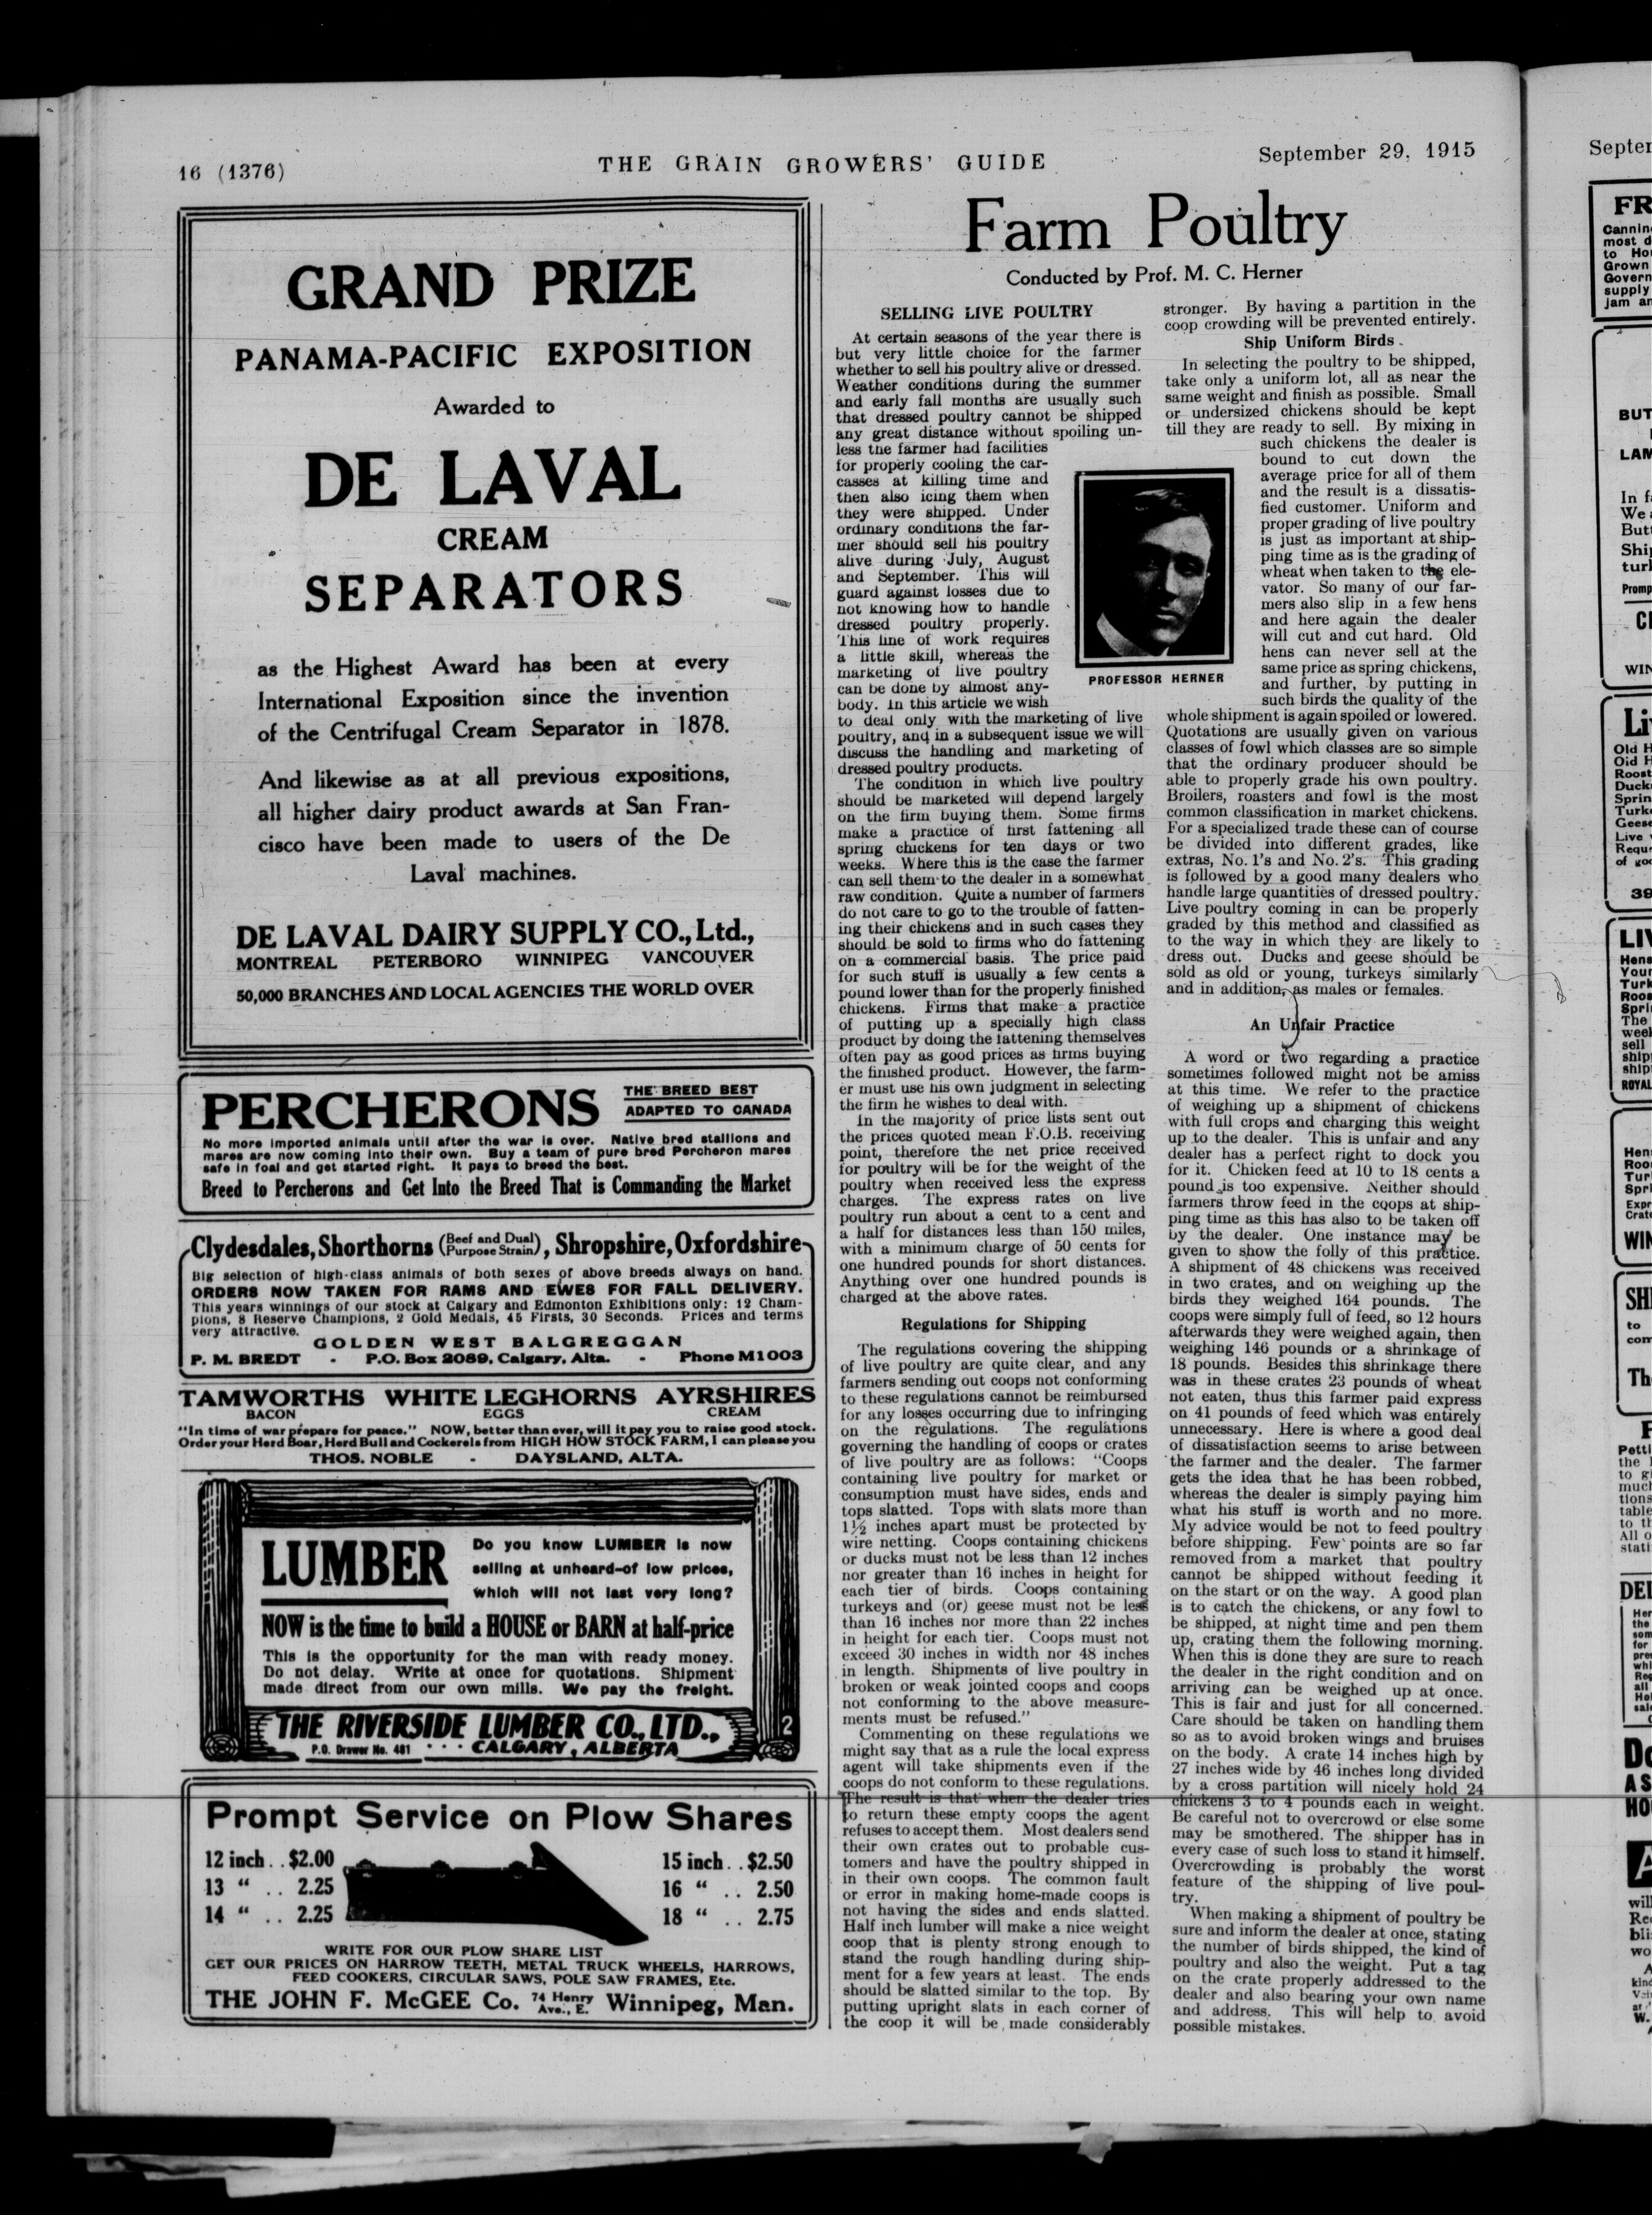 16 (1376)
THE GRAIN GROWERS' GUIDE
September 29, 1915
GRAND PRIZE
PANAMA-PACIFIC EXPOSITION
Awarded to
DE LAVAL
CREAM
SEPARATORS
as the Highest Award has been at every
International Exposition since the invention
of the Centrifugal Cream Separator in 1878.
And likewise as at all previous expositions,
all higher dairy product awards at San Fran-
cisco have been made to users of the De
Laval machines.
DE LAVAL DAIRY SUPPLY CO., Ltd.,
MONTREAL PETERBORO WINNIPEG VANCOUVER
50,000 BRANCHES AND LOCAL AGENCIES THE WORLD OVER
PERCHERONS THE BREED BEST
ADAPTED TO CANADA
No more imported animals until after the war is over. Native bred stallions and
mares are now coming into their own. Buy a team of pure bred Percheron mares
safe in foal and get started right. It pays to breed the best.
Breed to Percherons and Get Into the Breed That is Commanding the Market
Clydesdales, Shorthorns (Beef and Dual Purpose Strain), Shropshire, Oxfordshire
Big selection of high-class animals of both sexes of above breeds always on hand.
ORDERS NOW TAKEN FOR RAMS AND EWES FOR FALL DELIVERY.
This years winnings of our stock at Calgary and Edmonton Exhibitions only: 12 Cham-
pions, 8 Reserve Champions, 2 Gold Medals, 45 Firsts, 30 Seconds. Prices and terms
very attractive.
GOLDEN WEST BALGREGGAN
P. M. BREDT - P.O. Box 2089, Calgary, Alta. - Phone M1003
TAMWORTHS WHITE LEGHORNS AYRSHIRES
BACON EGGS CREAM
"In time of war prepare for peace." NOW, better than ever, will it pay you to raise good stock.
Order your Herd Boar, Herd Bull and Cockerels from HIGH HOW STOCK FARM, I can please you
THOS. NOBLE - DAYSLAND, ALTA.
LUMBER
Do you know LUMBER is now
selling at unheard-of low prices,
which will not last very long?
NOW is the time to build a HOUSE or BARN at half-price
This is the opportunity for the man with ready money.
Do not delay. Write at once for quotations. Shipment
made direct from our own mills. We pay the freight.
THE RIVERSIDE LUMBER CO., LTD.,
P.O. Drawer No. 461 . . . CALGARY, ALBERTA
2
Prompt Service on Plow Shares
12 inch . . $2.00
13 " . . 2.25
14 " . . 2.25
15 inch . . $2.50
16 " . . 2.50
18 " . . 2.75
WRITE FOR OUR PLOW SHARE LIST
GET OUR PRICES ON HARROW TEETH, METAL TRUCK WHEELS, HARROWS,
FEED COOKERS, CIRCULAR SAWS, POLE SAW FRAMES, Etc.
THE JOHN F. McGEE Co. 74 Henry Ave., E. Winnipeg, Man.
Farm Poultry
Conducted by Prof. M. C. Herner
SELLING LIVE POULTRY
At certain seasons of the year there is
but very little choice for the farmer
whether to sell his poultry alive or dressed.
Weather conditions during the summer
and early fall months are usually such
that dressed poultry cannot be shipped
any great distance without spoiling un-
less the farmer had facilities
for properly cooling the car-
casses at killing time and
then also icing them when
they were shipped. Under
ordinary conditions the far-
mer should sell his poultry
alive during July, August
and September. This will
guard against losses due to
not knowing how to handle
dressed poultry properly.
This line of work requires
a little skill, whereas the
marketing of live poultry
can be done by almost any-
body. In this article we wish
to deal only with the marketing of live
poultry, and in a subsequent issue we will
discuss the handling and marketing of
dressed poultry products.
The condition in which live poultry
should be marketed will depend largely
on the firm buying them. Some firms
make a practice of first fattening all
spring chickens for ten days or two
weeks. Where this is the case the farmer
can sell them to the dealer in a somewhat
raw condition. Quite a number of farmers
do not care to go to the trouble of fatten-
ing their chickens and in such cases they
should be sold to firms who do fattening
on a commercial basis. The price paid
for such stuff is usually a few cents a
pound lower than for the properly finished
chickens. Firms that make a practice
of putting up a specially high class
product by doing the fattening themselves
often pay as good prices as firms buying
the finished product. However, the farm-
er must use his own judgment in selecting
the firm he wishes to deal with.
In the majority of price lists sent out
the prices quoted mean F.O.B. receiving
point, therefore the net price received
for poultry will be for the weight of the
poultry when received less the express
charges. The express rates on live
poultry run about a cent to a cent and
a half for distances less than 150 miles,
with a minimum charge of 50 cents for
one hundred pounds for short distances.
Anything over one hundred pounds is
charged at the above rates.
Regulations for Shipping
The regulations covering the shipping
of live poultry are quite clear, and any
farmers sending out coops not conforming
to these regulations cannot be reimbursed
for any losses occurring due to infringing
on the regulations. The regulations
governing the handling of coops or crates
of live poultry are as follows: "Coops
containing live poultry for market or
consumption must have sides, ends and
tops slatted. Tops with slats more than
1½ inches apart must be protected by
wire netting. Coops containing chickens
or ducks must not be less than 12 inches
nor greater than 16 inches in height for
each tier of birds. Coops containing
turkeys and (or) geese must not be less
than 16 inches nor more than 22 inches
in height for each tier. Coops must not
exceed 30 inches in width nor 48 inches
in length. Shipments of live poultry in
broken or weak jointed coops and coops
not conforming to the above measure-
ments must be refused."
Commenting on these regulations we
might say that as a rule the local express
agent will take shipments even if the
coops do not conform to these regulations.
The result is that when the dealer tries
to return these empty coops the agent
refuses to accept them. Most dealers send
their own crates out to probable cus-
tomers and have the poultry shipped in
in their own coops. The common fault
or error in making home-made coops is
not having the sides and ends slatted.
Half inch lumber will make a nice weight
coop that is plenty strong enough to
stand the rough handling during ship-
ment for a few years at least. The ends
should be slatted similar to the top. By
putting upright slats in each corner of
the coop it will be made considerably
stronger. By having a partition in the
coop crowding will be prevented entirely.
Ship Uniform Birds
In selecting the poultry to be shipped,
take only a uniform lot, all as near the
same weight and finish as possible. Small
or undersized chickens should be kept
till they are ready to sell. By mixing in
such chickens the dealer is
bound to cut down the
average price for all of them
and the result is a dissatis-
fied customer. Uniform and
proper grading of live poultry
is just as important at ship-
ping time as is the grading of
wheat when taken to the ele-
vator. So many of our far-
mers also slip in a few hens
and here again the dealer
will cut and cut hard. Old
hens can never sell at the
same price as spring chickens,
and further, by putting in
such birds the quality of the
PROFESSOR HERNER
whole shipment is again spoiled or lowered.
Quotations are usually given on various
classes of fowl which classes are so simple
that the ordinary producer should be
able to properly grade his own poultry.
Broilers, roasters and fowl is the most
common classification in market chickens.
For a specialized trade these can of course
be divided into different grades, like
extras, No. 1's and No. 2's. This grading
is followed by a good many dealers who
handle large quantities of dressed poultry.
Live poultry coming in can be properly
graded by this method and classified as
to the way in which they are likely to
dress out. Ducks and geese should be
sold as old or young, turkeys similarly
and in addition, as males or females.
An Unfair Practice
A word or two regarding a practice
sometimes followed might not be amiss
at this time. We refer to the practice
of weighing up a shipment of chickens
with full crops and charging this weight
up to the dealer. This is unfair and any
dealer has a perfect right to dock you
for it. Chicken feed at 10 to 18 cents a
pound is too expensive. Neither should
farmers throw feed in the coops at ship-
ping time as this has also to be taken off
by the dealer. One instance may be
given to show the folly of this practice.
A shipment of 48 chickens was received
in two crates, and on weighing up the
birds they weighed 164 pounds. The
coops were simply full of feed, so 12 hours
afterwards they were weighed again, then
weighing 146 pounds or a shrinkage of
18 pounds. Besides this shrinkage there
was in these crates 23 pounds of wheat
not eaten, thus this farmer paid express
on 41 pounds of feed which was entirely
unnecessary. Here is where a good deal
of dissatisfaction seems to arise between
the farmer and the dealer. The farmer
gets the idea that he has been robbed,
whereas the dealer is simply paying him
what his stuff is worth and no more.
My advice would be not to feed poultry
before shipping. Few points are so far
removed from a market that poultry
cannot be shipped without feeding it
on the start or on the way. A good plan
is to catch the chickens, or any fowl to
be shipped, at night time and pen them
up, crating them the following morning.
When this is done they are sure to reach
the dealer in the right condition and on
arriving can be weighed up at once.
This is fair and just for all concerned.
Care should be taken on handling them
so as to avoid broken wings and bruises
on the body. A crate 14 inches high by
27 inches wide by 46 inches long divided
by a cross partition will nicely hold 24
chickens 3 to 4 pounds each in weight.
Be careful not to overcrowd or else some
may be smothered. The shipper has in
every case of such loss to stand it himself.
Overcrowding is probably the worst
feature of the shipping of live poul-
try.
When making a shipment of poultry be
sure and inform the dealer at once, stating
the number of birds shipped, the kind of
poultry and also the weight. Put a tag
on the crate properly addressed to the
dealer and also bearing your own name
and address. This will help to avoid
possible mistakes.